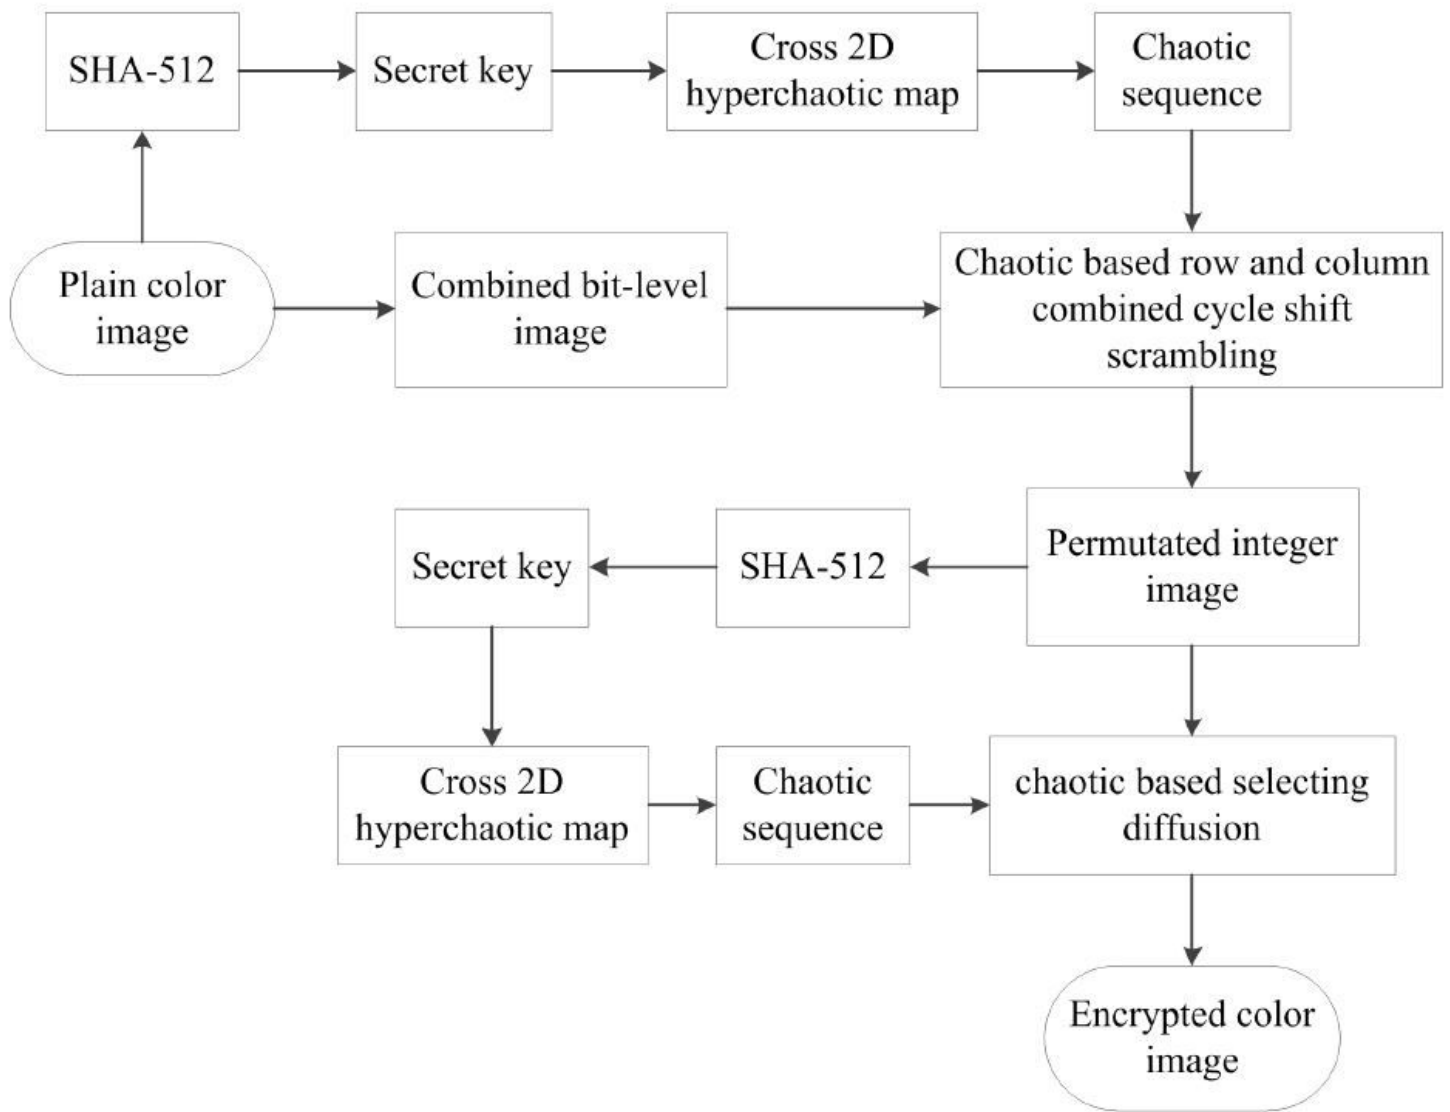 SHA-512
Secret key
Cross 2D
hyperchaotic map
Chaotic
sequence
Plain color
image
Combined bit-level
image
Chaotic based row and column
combined cycle shift
scrambling
Secret key
SHA-512
Permutated integer
image
Cross 2D
hyperchaotic map
Chaotic
sequence
chaotic based selecting
diffusion
Encrypted color
image